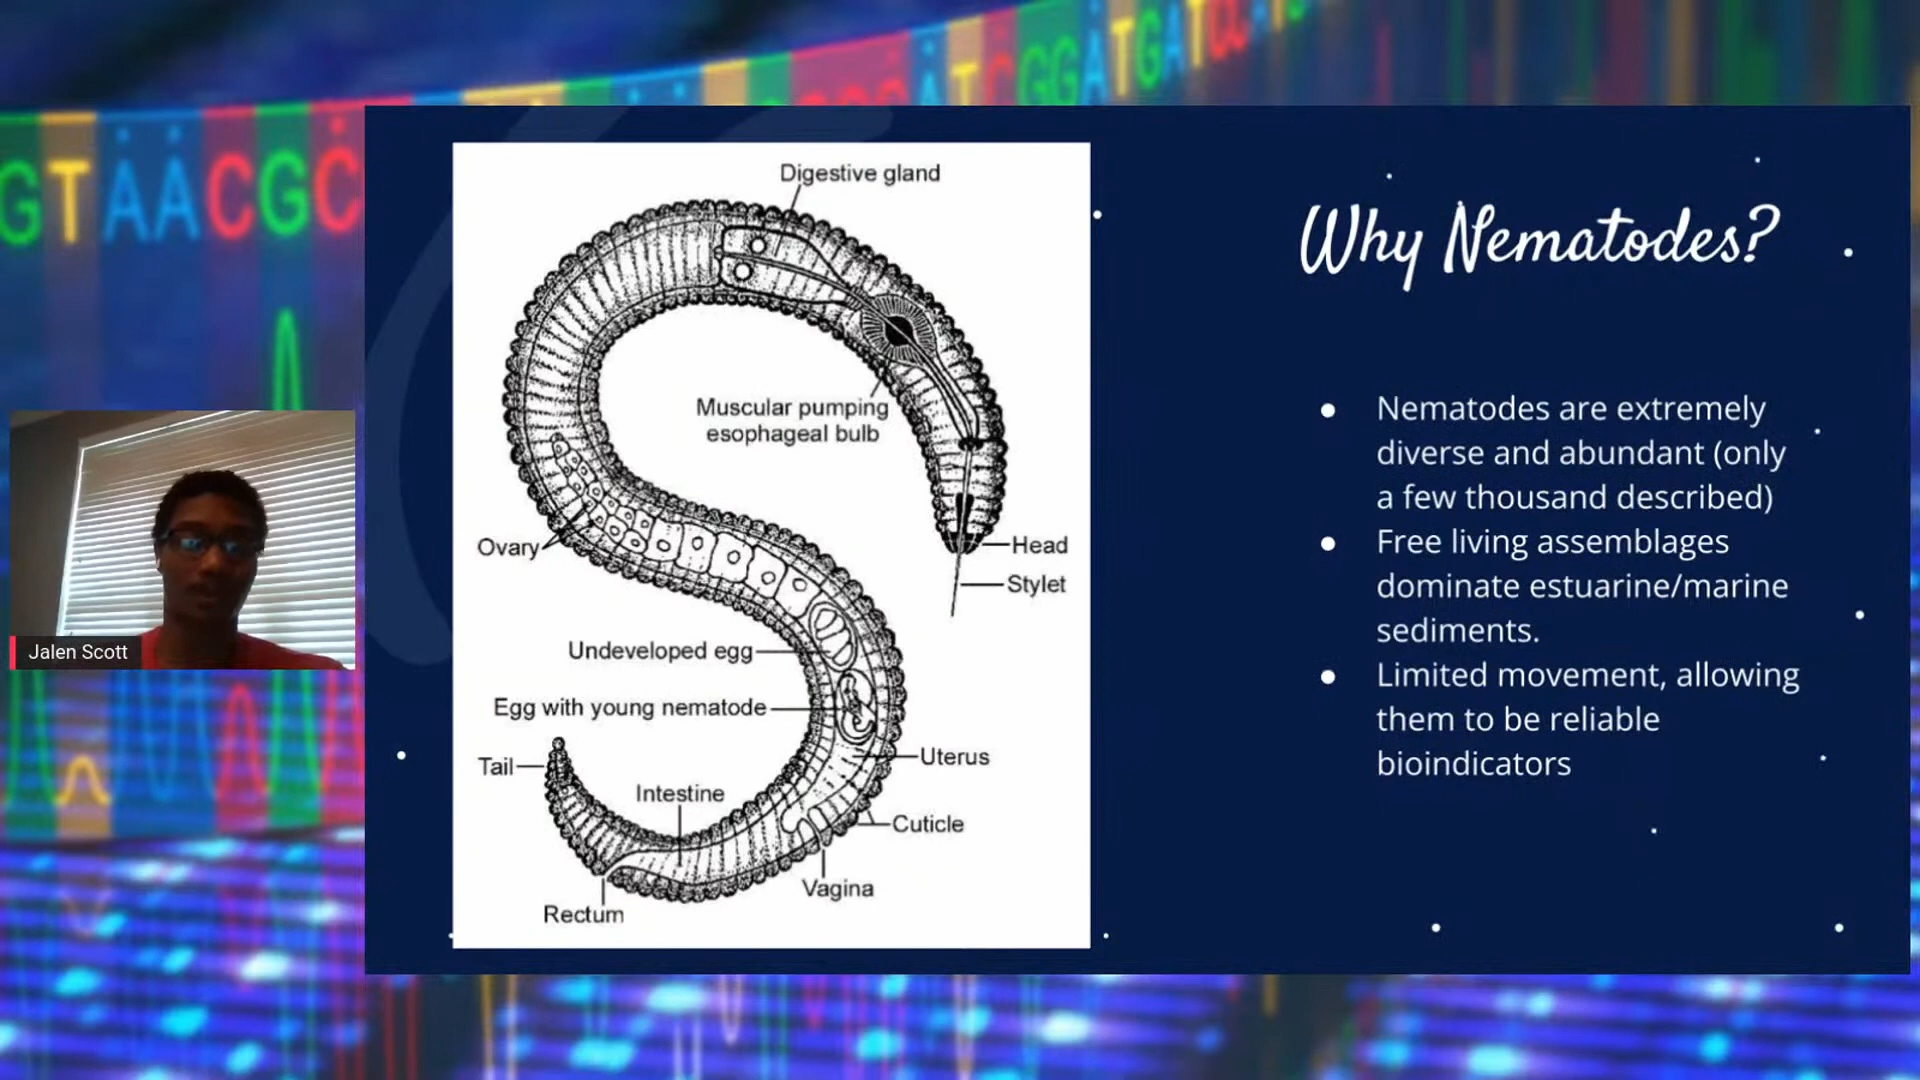 GGATGAT
GTAACGC
Digestive gland
Why Nematodes?
Muscular pumping
esophageal bulb
Nematodes are extremely
diverse and abundant (only
a few thousand described)
Free living assemblages
dominate estuarine/marine
sediments.
Limited movement, allowing
them to be reliable
bioindicators
Ovary
Head
Stylet
Undeveloped egg
Egg with young nematode
Tail
Uterus
Intestine
Cuticle
Vagina
Rectum
Jalen Scott